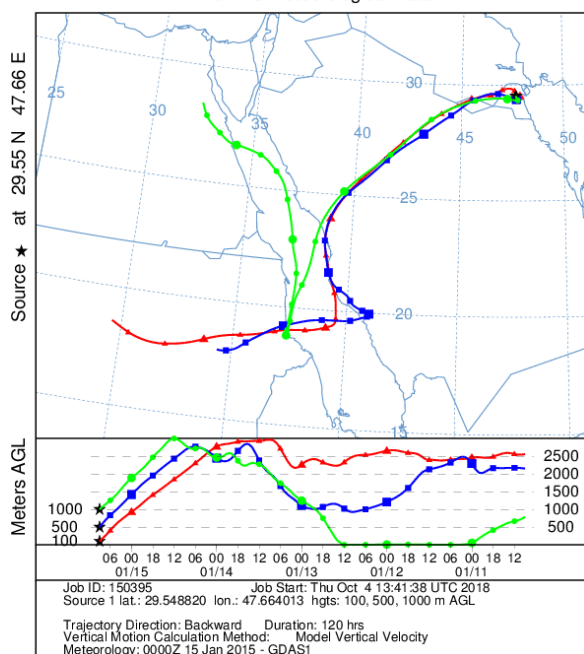 Source ★ at 29.55 N 47.66 E
25
30
35
40
45
50
30
25
20
15
Meters AGL
1000
500
100
2500
2000
1500
1000
500
06 00 18 12 06 00 18 12 06 00 18 12 06 00 18 12 06 00 18 12
01/15 01/14 01/13 01/12 01/11
Job ID: 150395 Job Start: Thu Oct 4 13:41:38 UTC 2018
Source 1 lat.: 29.548820 lon.: 47.664013 hgts: 100, 500, 1000 m AGL
Trajectory Direction: Backward Duration: 120 hrs
Vertical Motion Calculation Method: Model Vertical Velocity
Meteorology: 0000Z 15 Jan 2015 - GDAS1